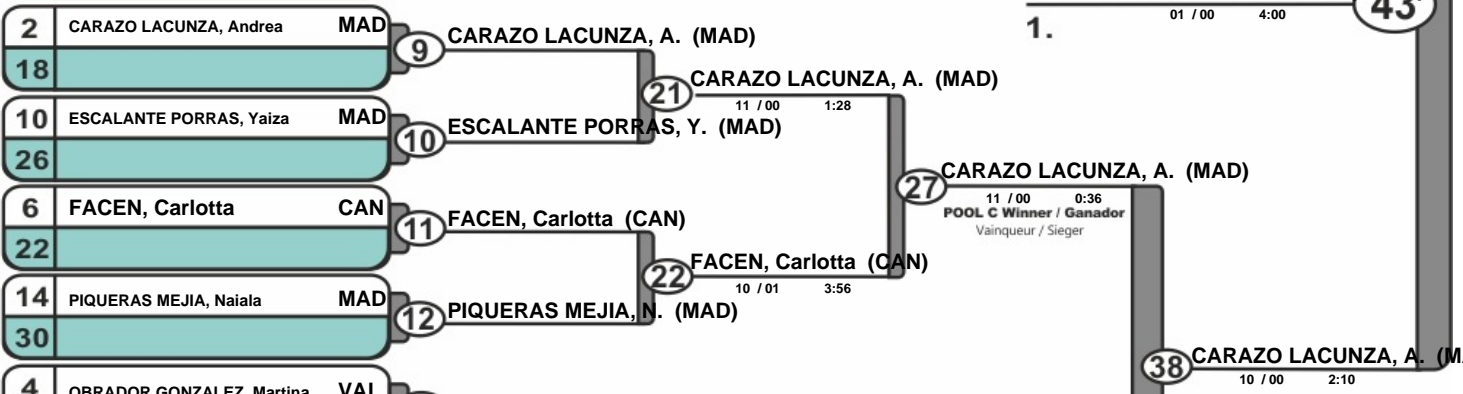 2 CARAZO LACUNZA, Andrea MAD
18
9
CARAZO LACUNZA, A. (MAD)
10 ESCALANTE PORRAS, Yaiza MAD
26
10
ESCALANTE PORRAS, Y. (MAD)
21
CARAZO LACUNZA, A. (MAD)
11 / 00 1:28
6 FACEN, Carlotta CAN
22
11
FACEN, Carlotta (CAN)
14 PIQUERAS MEJIA, Naiala MAD
30
12
PIQUERAS MEJIA, N. (MAD)
22
FACEN, Carlotta (CAN)
10 / 01 3:56
27
CARAZO LACUNZA, A. (MAD)
11 / 00 0:36
POOL C Winner / Ganador
Vainqueur / Sieger
4 OBRADOR GONZALEZ, Martina VAL
38
CARAZO LACUNZA, A. (MA
10 / 00 2:10
01 / 00 4:00
1.
43